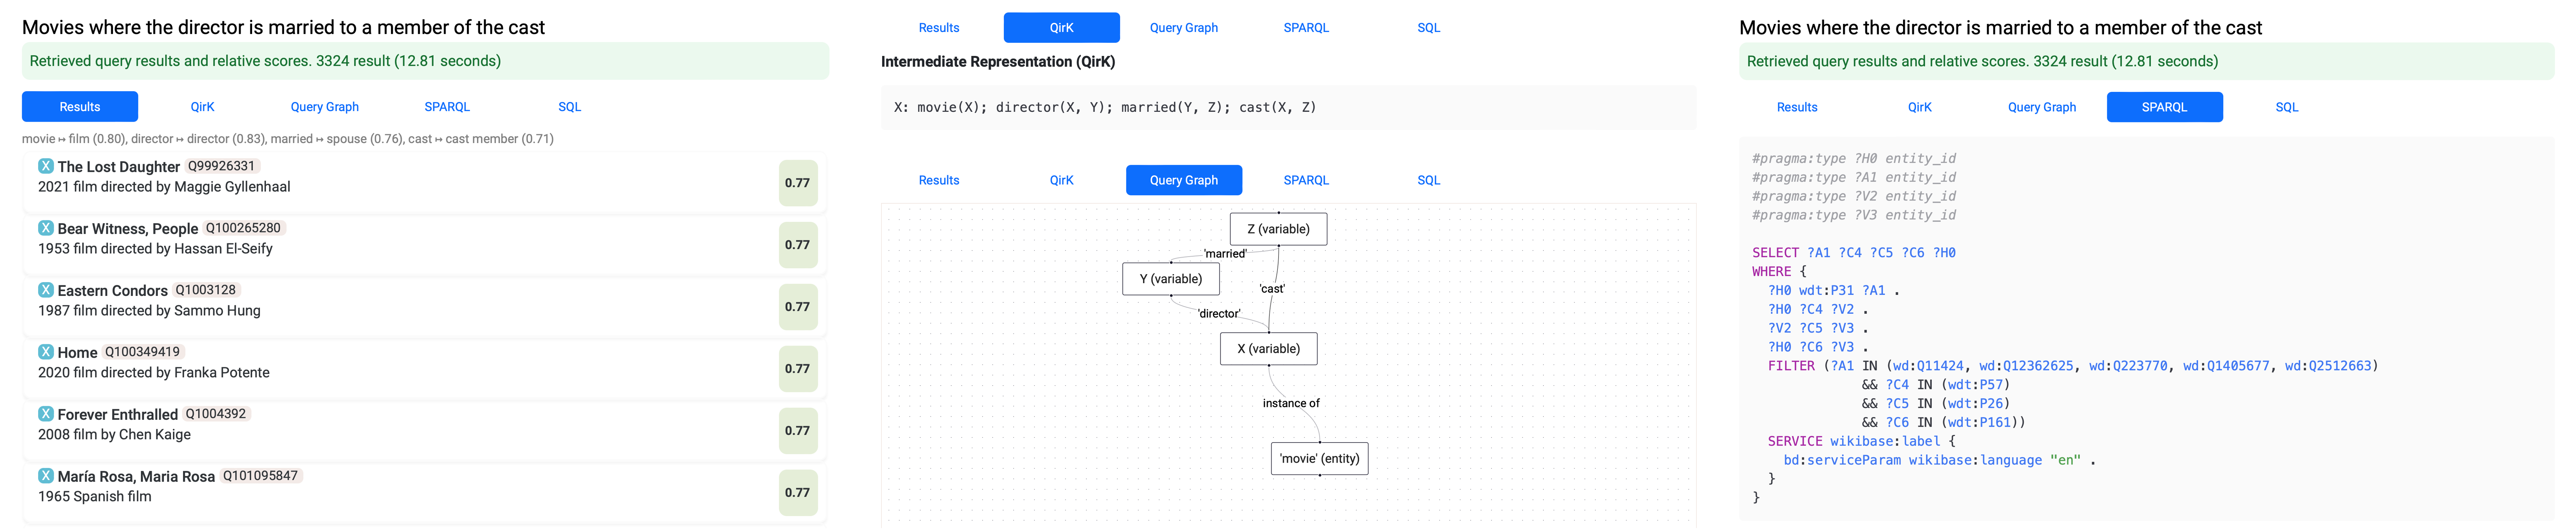 Movies where the director is married to a member of the cast
Retrieved query results and relative scores. 3324 result (12.81 seconds)
Results QirK Query Graph SPARQL SQL
movie ↦ film (0.80), director ↦ director (0.83), married ↦ spouse (0.76), cast ↦ cast member (0.71)
X The Lost Daughter Q99926331
2021 film directed by Maggie Gyllenhaal
0.77
X Bear Witness, People Q100265280
1953 film directed by Hassan El-Seify
0.77
X Eastern Condors Q1003128
1987 film directed by Sammo Hung
0.77
X Home Q100349419
2020 film directed by Franka Potente
0.77
X Forever Enthralled Q1004392
2008 film by Chen Kaige
0.77
X María Rosa, Maria Rosa Q101095847
1965 Spanish film
0.77
Results QirK Query Graph SPARQL SQL
Intermediate Representation (QirK)
X: movie(X); director(X, Y); married(Y, Z); cast(X, Z)
Results QirK Query Graph SPARQL SQL
Z (variable)
'married'
Y (variable)
'cast'
'director'
X (variable)
instance of
'movie' (entity)
Movies where the director is married to a member of the cast
Retrieved query results and relative scores. 3324 result (12.81 seconds)
Results QirK Query Graph SPARQL SQL
#pragma:type ?H0 entity_id
#pragma:type ?A1 entity_id
#pragma:type ?V2 entity_id
#pragma:type ?V3 entity_id
SELECT ?A1 ?C4 ?C5 ?C6 ?H0
WHERE {
?H0 wdt:P31 ?A1 .
?H0 ?C4 ?V2 .
?V2 ?C5 ?V3 .
?H0 ?C6 ?V3 .
FILTER (?A1 IN (wd:Q11424, wd:Q12362625, wd:Q223770, wd:Q1405677, wd:Q2512663)
&& ?C4 IN (wdt:P57)
&& ?C5 IN (wdt:P26)
&& ?C6 IN (wdt:P161))
SERVICE wikibase:label {
bd:serviceParam wikibase:language "en" .
}
}